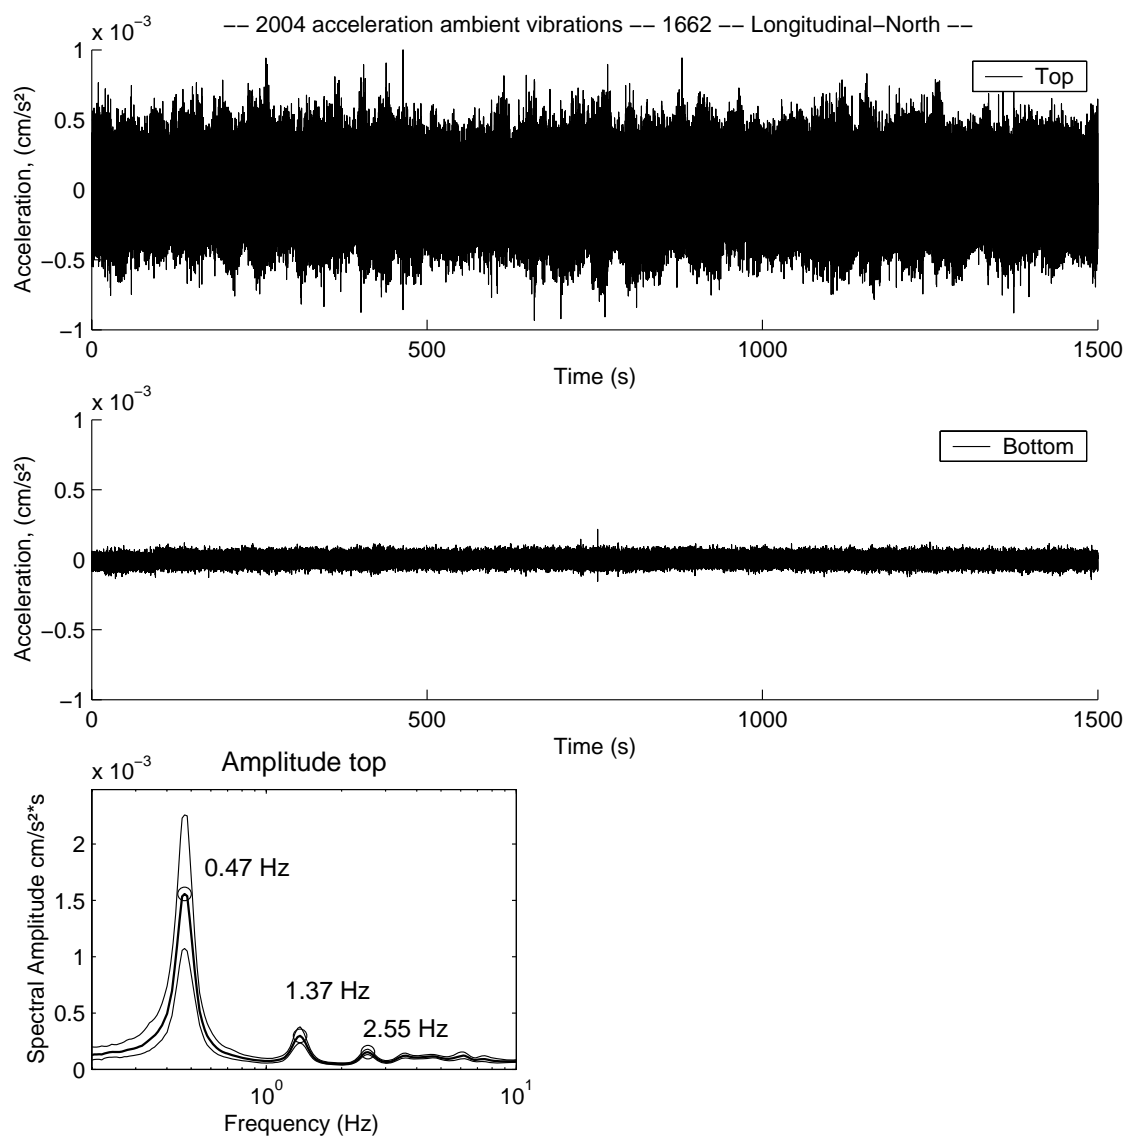 −− 2004 acceleration ambient vibrations −− 1662 −− Longitudinal−North −−
x 10⁻³
1
0.5
0
−0.5
−1
Acceleration, (cm/s²)
Top
0 500 1000 1500
Time (s)
x 10⁻³
1
0.5
0
−0.5
−1
Acceleration, (cm/s²)
Bottom
0 500 1000 1500
Time (s)
Amplitude top
x 10⁻³
2
1.5
1
0.5
0
Spectral Amplitude cm/s²*s
0.47 Hz
1.37 Hz
2.55 Hz
10⁰ 10¹
Frequency (Hz)